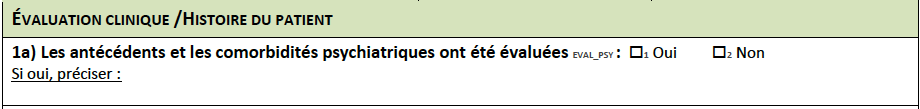 ÉVALUATION CLINIQUE /HISTOIRE DU PATIENT
1a) Les antécédents et les comorbidités psychiatriques ont été évaluées EVAL_PSY : ☐1 Oui ☐2 Non
Si oui, préciser :